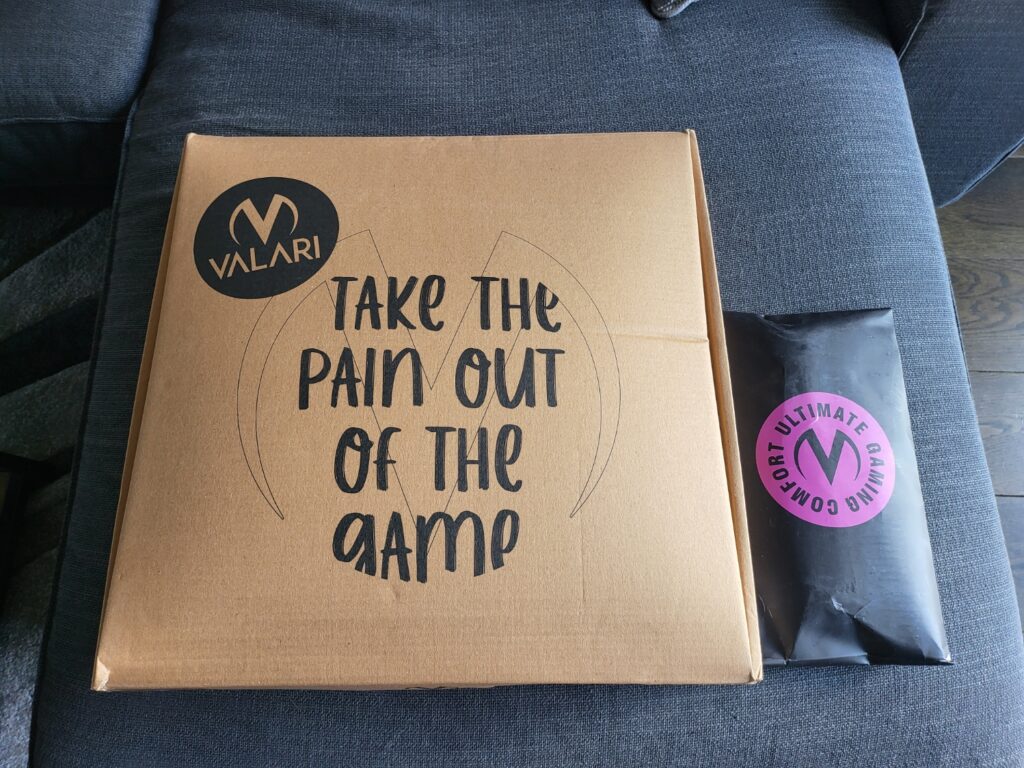 VALARI
TAKE THE
PAIN OUT
OF THE
GAME
ULTIMATE GAMING COMFORT